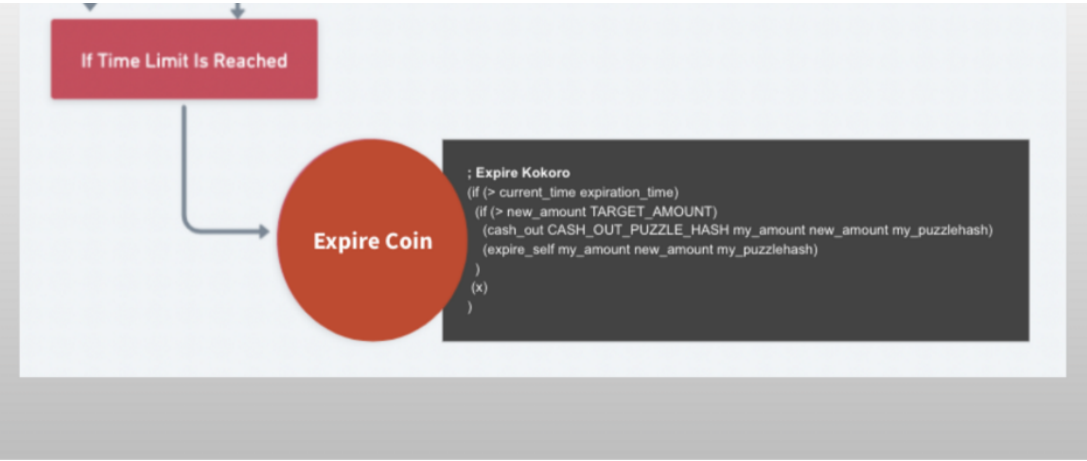 If Time Limit Is Reached
Expire Coin
; Expire Kokoro
(if (> current_time expiration_time)
(if (> new_amount TARGET_AMOUNT)
(cash_out CASH_OUT_PUZZLE_HASH my_amount new_amount my_puzzlehash)
(expire_self my_amount new_amount my_puzzlehash)
)
(x)
)